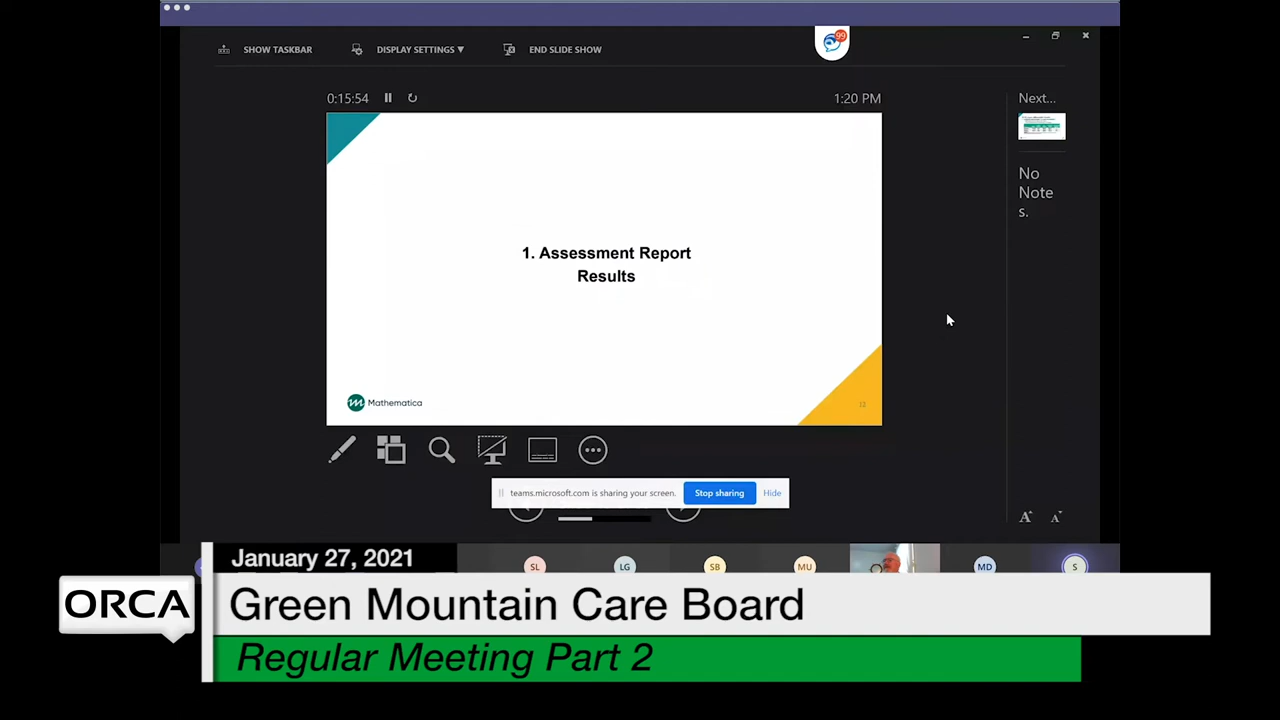 SHOW TASKBAR
DISPLAY SETTINGS ▼
END SLIDE SHOW
99
0:15:54
1:20 PM
Next...
1. Assessment Report
Results
No
Note
s.
Mathematica
12
teams.microsoft.com is sharing your screen.
Stop sharing
Hide
A
A
SL
LG
SB
MU
MD
S
January 27, 2021
ORCA
Green Mountain Care Board
Regular Meeting Part 2